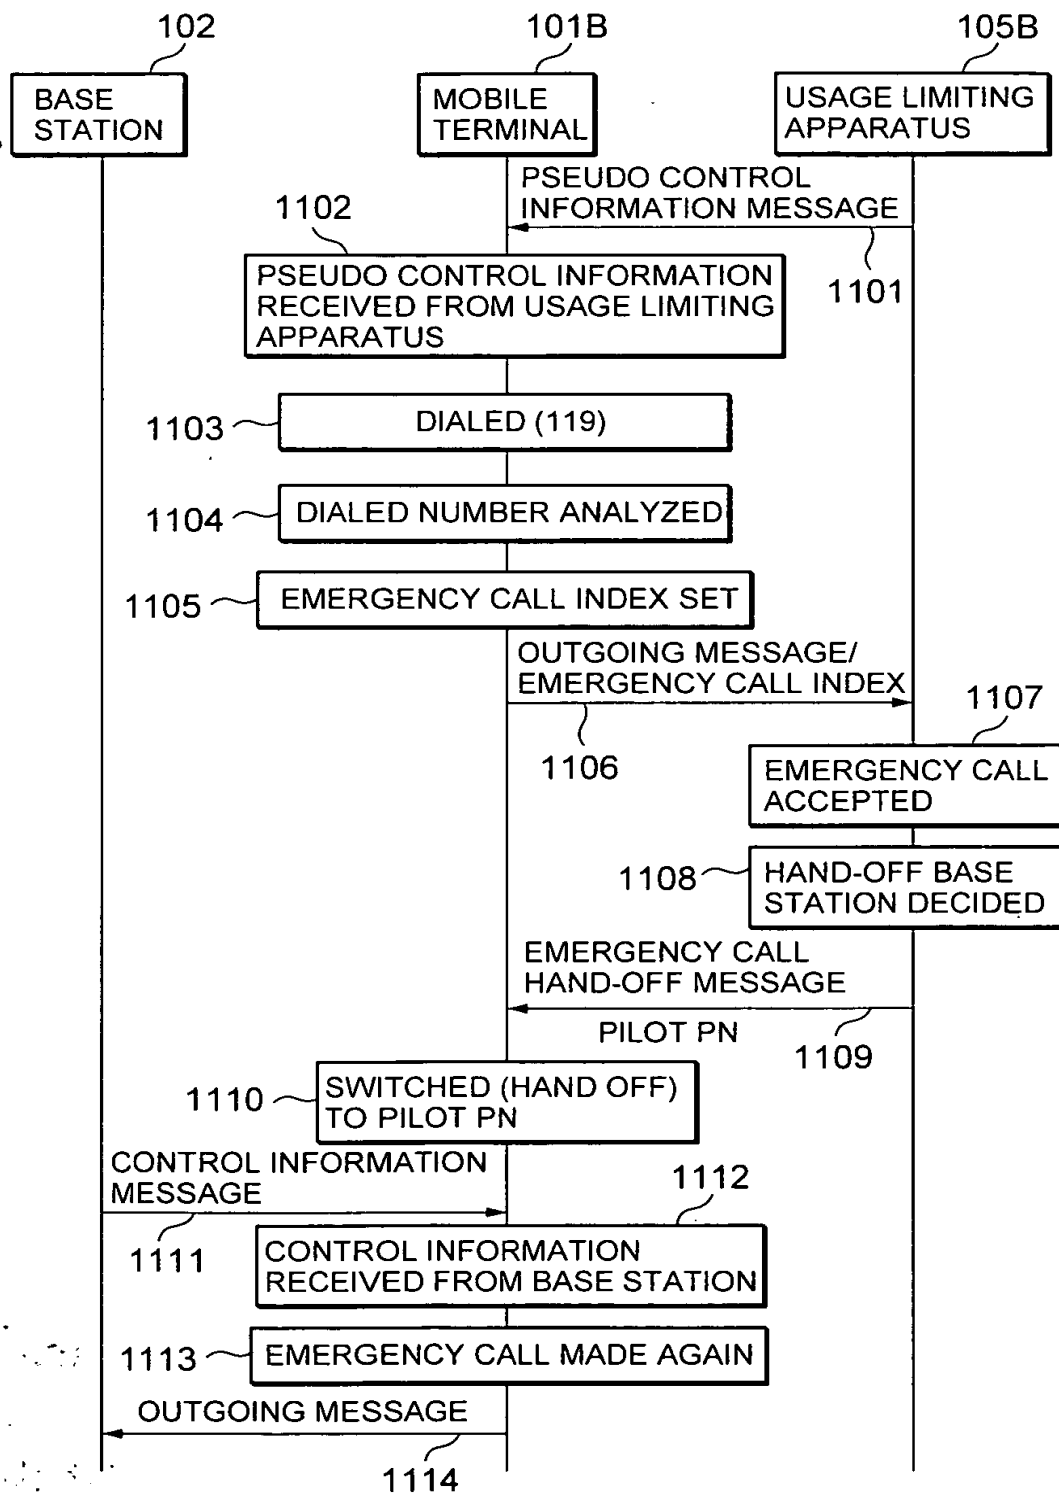 102
101B
105B
BASE
STATION
MOBILE
TERMINAL
USAGE LIMITING
APPARATUS
PSEUDO CONTROL
INFORMATION MESSAGE
1101
1102
PSEUDO CONTROL INFORMATION
RECEIVED FROM USAGE LIMITING
APPARATUS
1103
DIALED (119)
1104
DIALED NUMBER ANALYZED
1105
EMERGENCY CALL INDEX SET
OUTGOING MESSAGE/
EMERGENCY CALL INDEX
1106
1107
EMERGENCY CALL
ACCEPTED
1108
HAND-OFF BASE
STATION DECIDED
EMERGENCY CALL
HAND-OFF MESSAGE
PILOT PN
1109
1110
SWITCHED (HAND OFF)
TO PILOT PN
CONTROL INFORMATION
MESSAGE
1111
1112
CONTROL INFORMATION
RECEIVED FROM BASE STATION
1113
EMERGENCY CALL MADE AGAIN
OUTGOING MESSAGE
1114